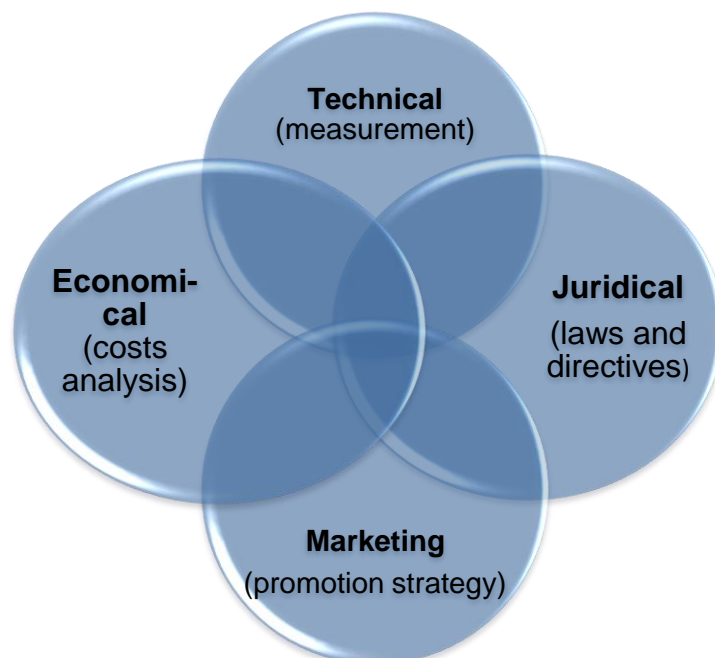 Technical
(measurement)
Economi-
cal
(costs
analysis)
Juridical
(laws and
directives)
Marketing
(promotion strategy)